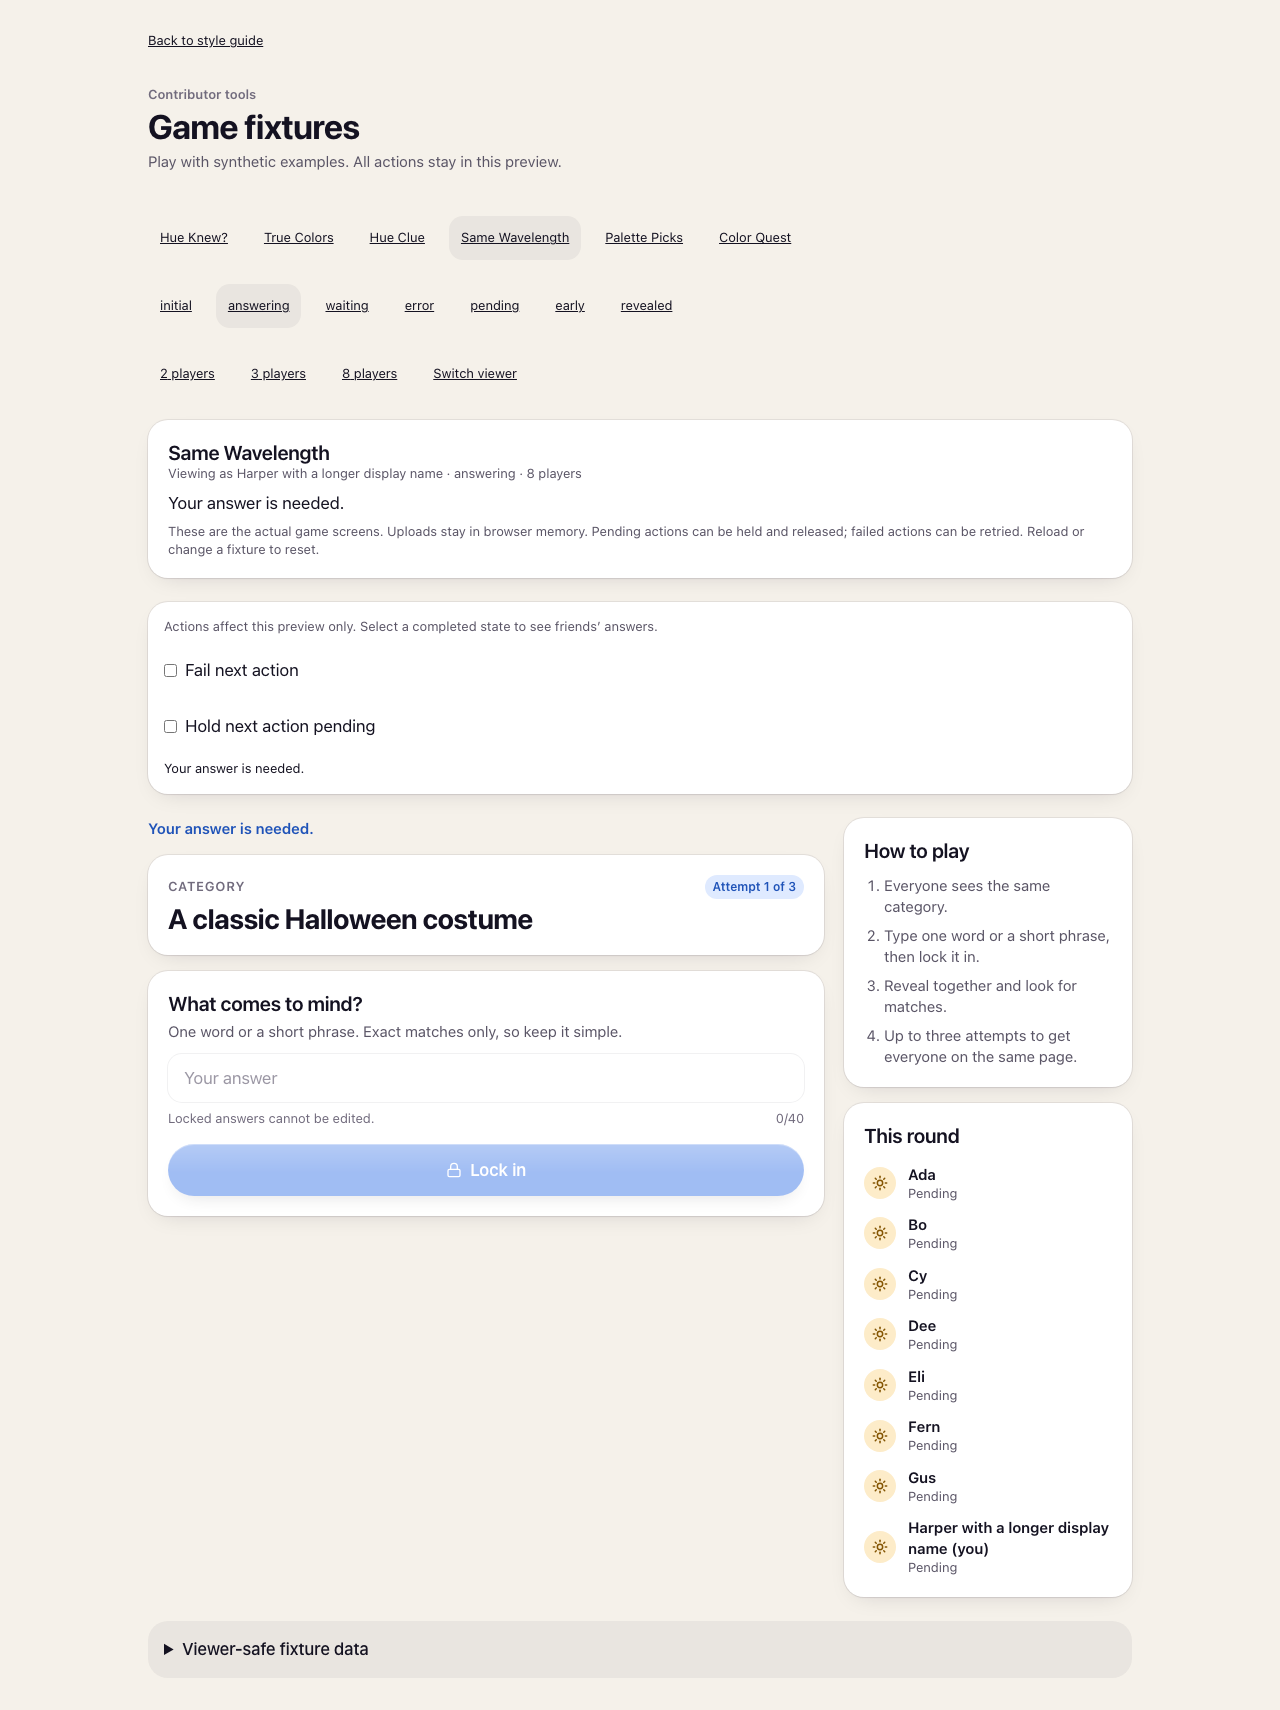 Back to style guide
Contributor tools
Game fixtures
Play with synthetic examples. All actions stay in this preview.
Hue Knew? True Colors Hue Clue Same Wavelength Palette Picks Color Quest
initial answering waiting error pending early revealed
2 players 3 players 8 players Switch viewer
Same Wavelength
Viewing as Harper with a longer display name · answering · 8 players
Your answer is needed.
These are the actual game screens. Uploads stay in browser memory. Pending actions can be held and released; failed actions can be retried. Reload or
change a fixture to reset.
Actions affect this preview only. Select a completed state to see friends’ answers.
Fail next action
Hold next action pending
Your answer is needed.
Your answer is needed.
CATEGORY Attempt 1 of 3
A classic Halloween costume
What comes to mind?
One word or a short phrase. Exact matches only, so keep it simple.
Your answer
Locked answers cannot be edited. 0/40
Lock in
How to play
1. Everyone sees the same
category.
2. Type one word or a short phrase,
then lock it in.
3. Reveal together and look for
matches.
4. Up to three attempts to get
everyone on the same page.
This round
Ada
Pending
Bo
Pending
Cy
Pending
Dee
Pending
Eli
Pending
Fern
Pending
Gus
Pending
Harper with a longer display
name (you)
Pending
Viewer-safe fixture data